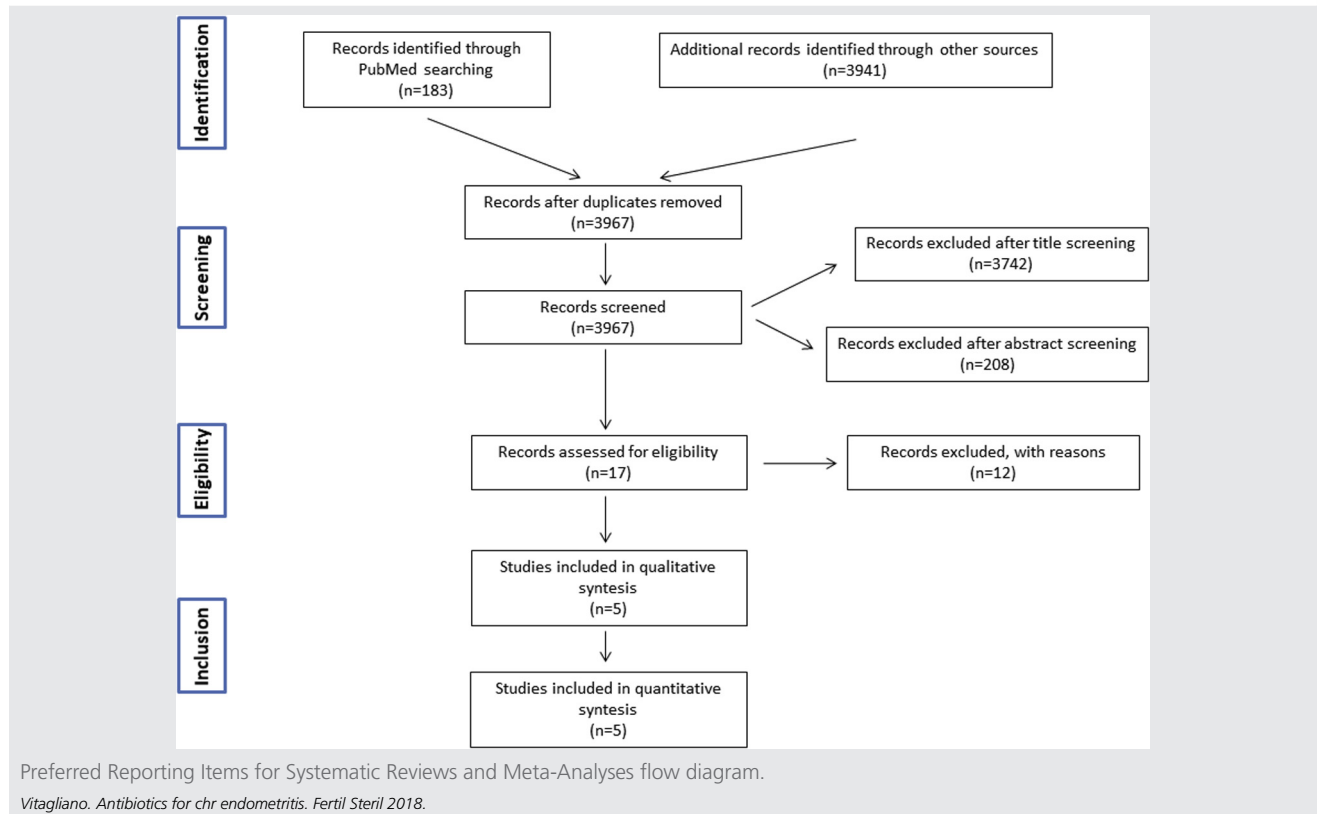 Identification
Records identified through
PubMed searching
(n=183)
Additional records identified through other sources
(n=3941)
Records after duplicates removed
(n=3967)
Screening
Records excluded after title screening
(n=3742)
Records screened
(n=3967)
Records excluded after abstract screening
(n=208)
Eligibility
Records assessed for eligibility
(n=17)
Records excluded, with reasons
(n=12)
Studies included in qualitative
syntesis
(n=5)
Inclusion
Studies included in quantitative
syntesis
(n=5)
Preferred Reporting Items for Systematic Reviews and Meta-Analyses flow diagram.
Vitagliano. Antibiotics for chr endometritis. Fertil Steril 2018.